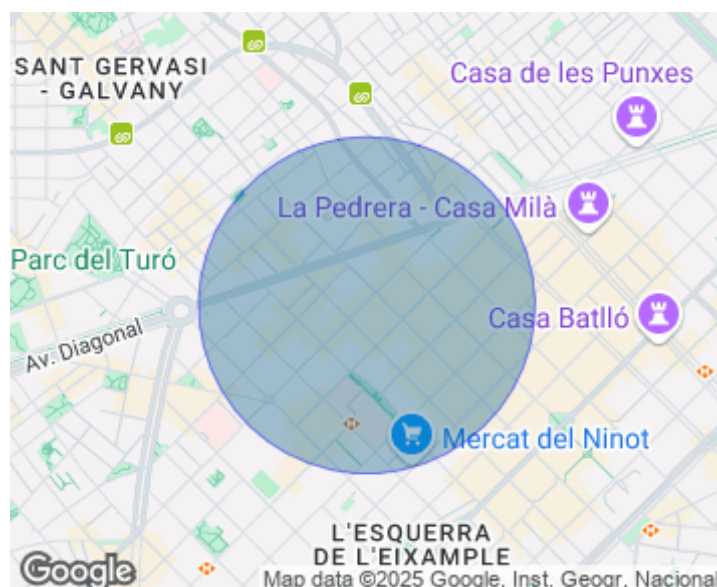 SANT GERVASI
- GALVANY
Casa de les Punxes
La Pedrera - Casa Milà
Parc del Turó
Casa Batlló
Av. Diagonal
Mercat del Ninot
L'ESQUERRA
DE L'EIXAMPLE
Google
Map data ©2025 Google, Inst. Geogr. Nacional